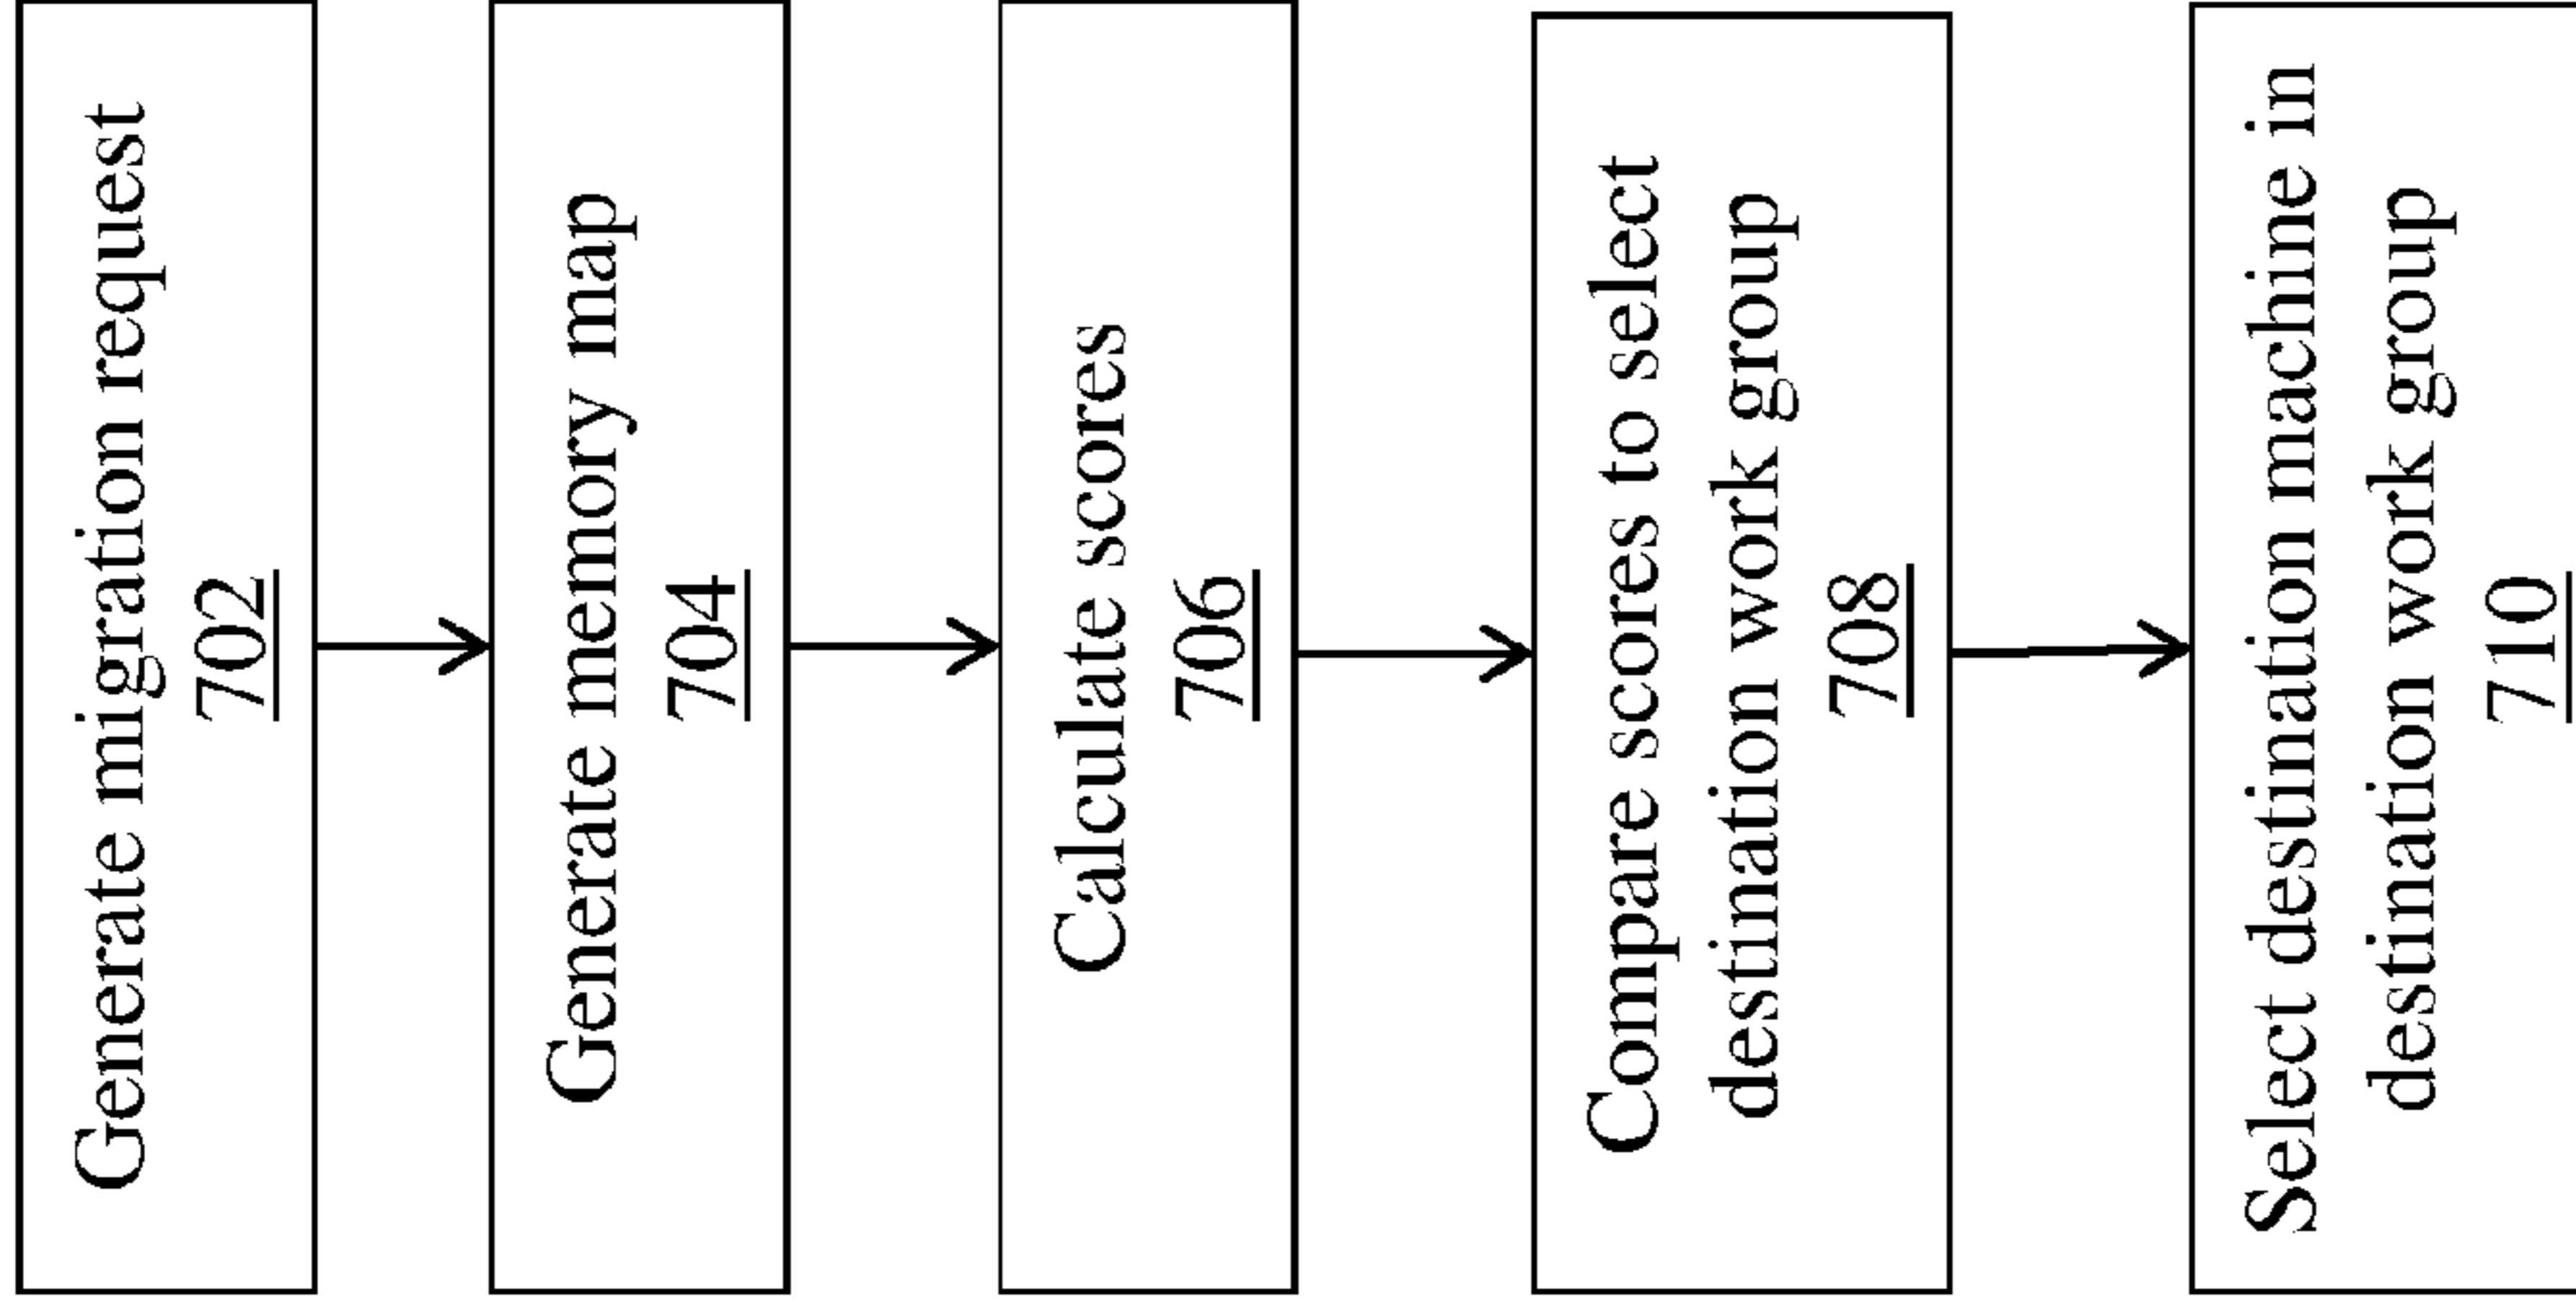 Generate migration request
702
Generate memory map
704
Calculate scores
706
Compare scores to select
destination work group
708
Select destination machine in
destination work group
710